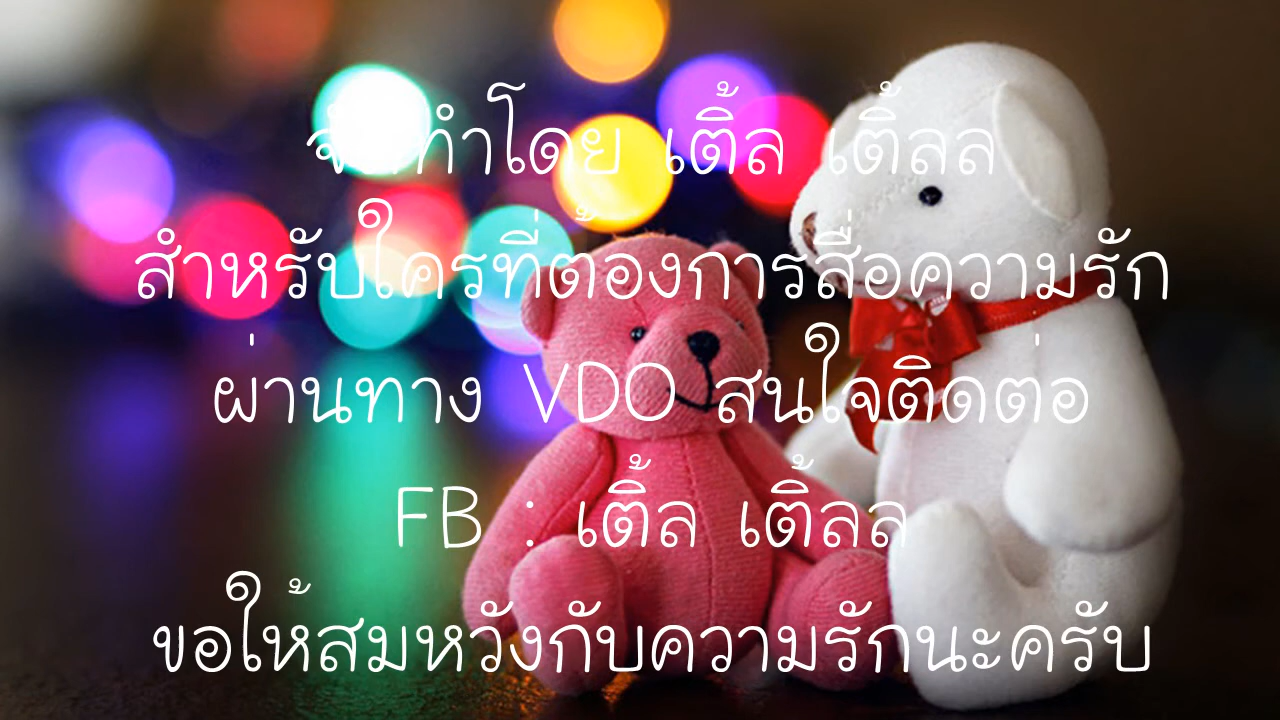 จัดทำโดย เติ้ล เติ้ลล
สำหรับใครที่ต้องการสื่อความรัก
ผ่านทาง VDO สนใจติดต่อ
FB : เติ้ล เติ้ลล
ขอให้สมหวังกับความรักนะครับ